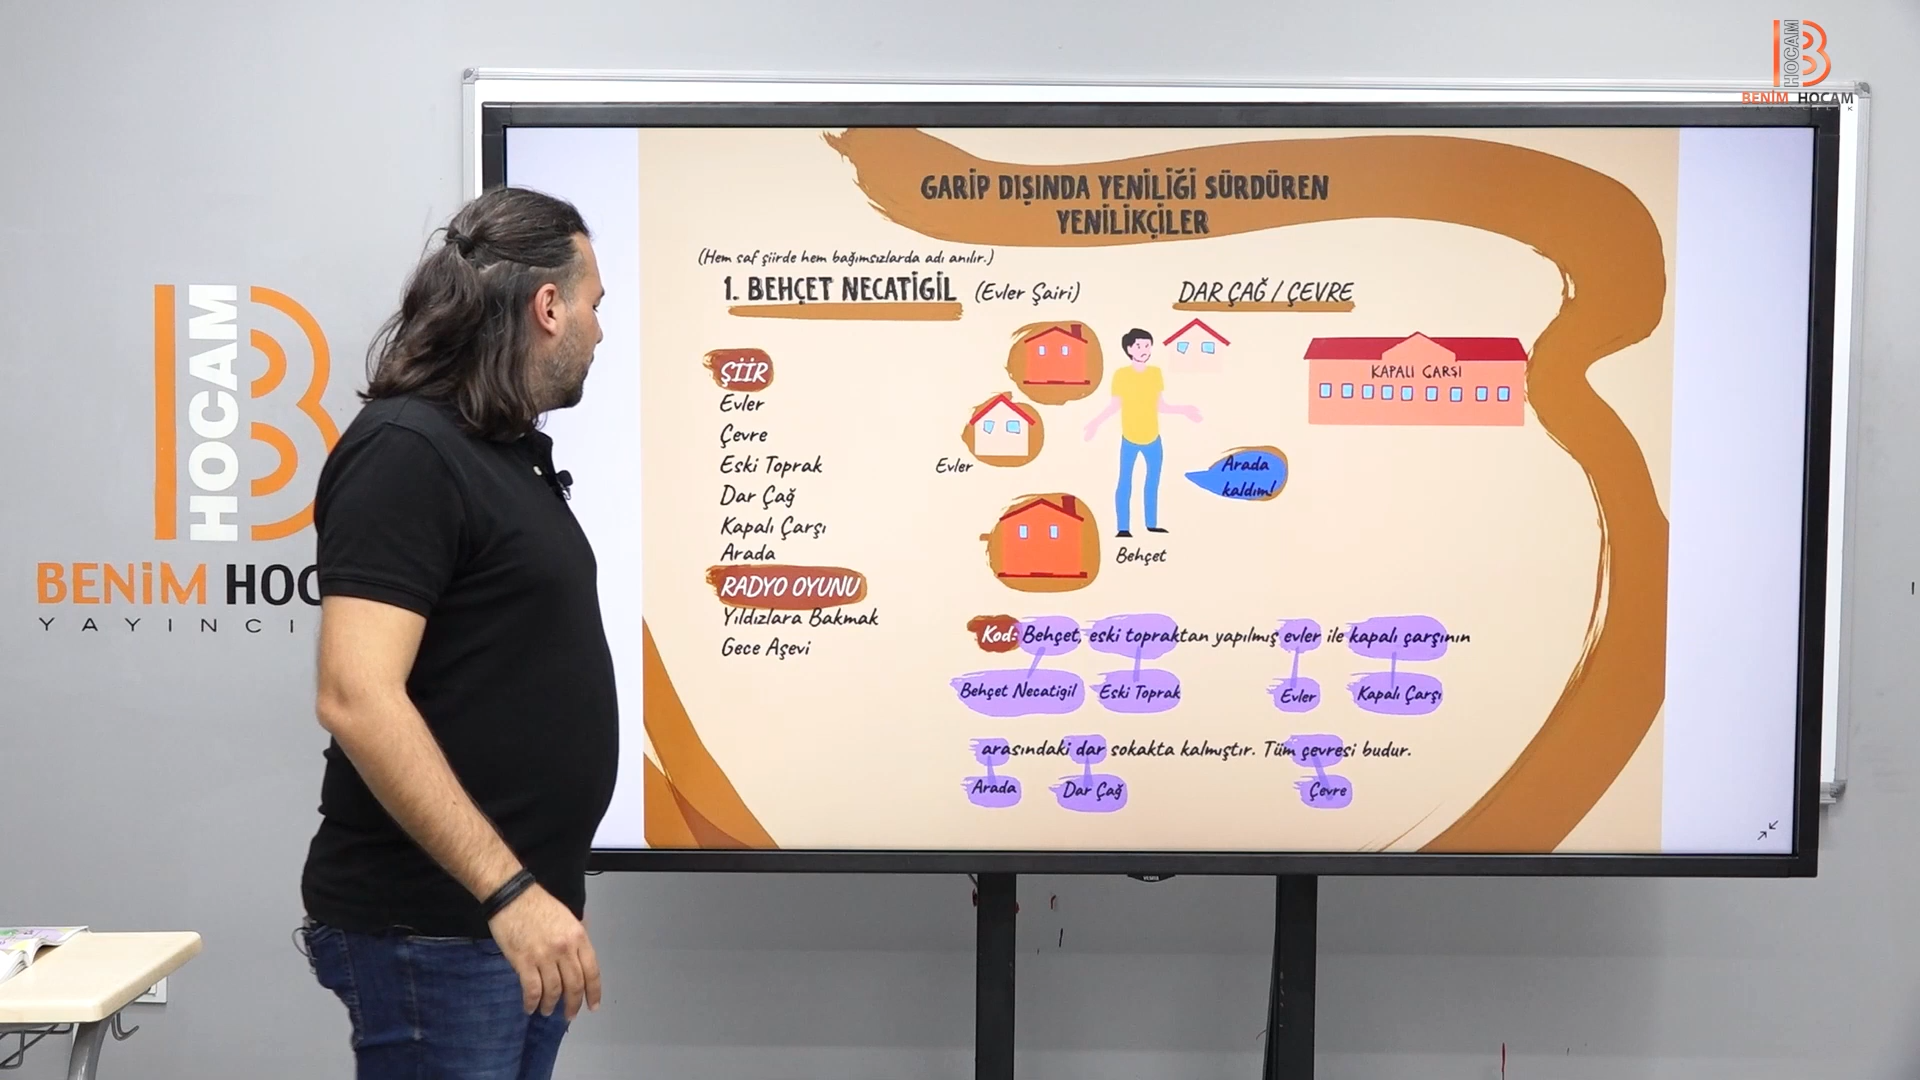 B HOCAM
BENİM HOCAM
B
HOCAM
BENİM HOC
YAYINCI
GARİP DIŞINDA YENİLİĞİ SÜRDÜREN
YENİLİKÇİLER
(Hem saf şiirde hem bağımsızlarda adı anılır.)
1. BEHÇET NECATİGİL (Evler Şairi)
DAR ÇAĞ / ÇEVRE
ŞİİR
Evler
Çevre
Eski Toprak
Dar Çağ
Kapalı Çarşı
Arada
RADYO OYUNU
Yıldızlara Bakmak
Gece Aşevi
KAPALI ÇARŞI
Evler
Arada
kaldım!
Behçet
Kod: Behçet, eski topraktan yapılmış evler ile kapalı çarşının
Behçet Necatigil Eski Toprak Evler Kapalı Çarşı
arasındaki dar sokakta kalmıştır. Tüm çevresi budur.
Arada Dar Çağ Çevre